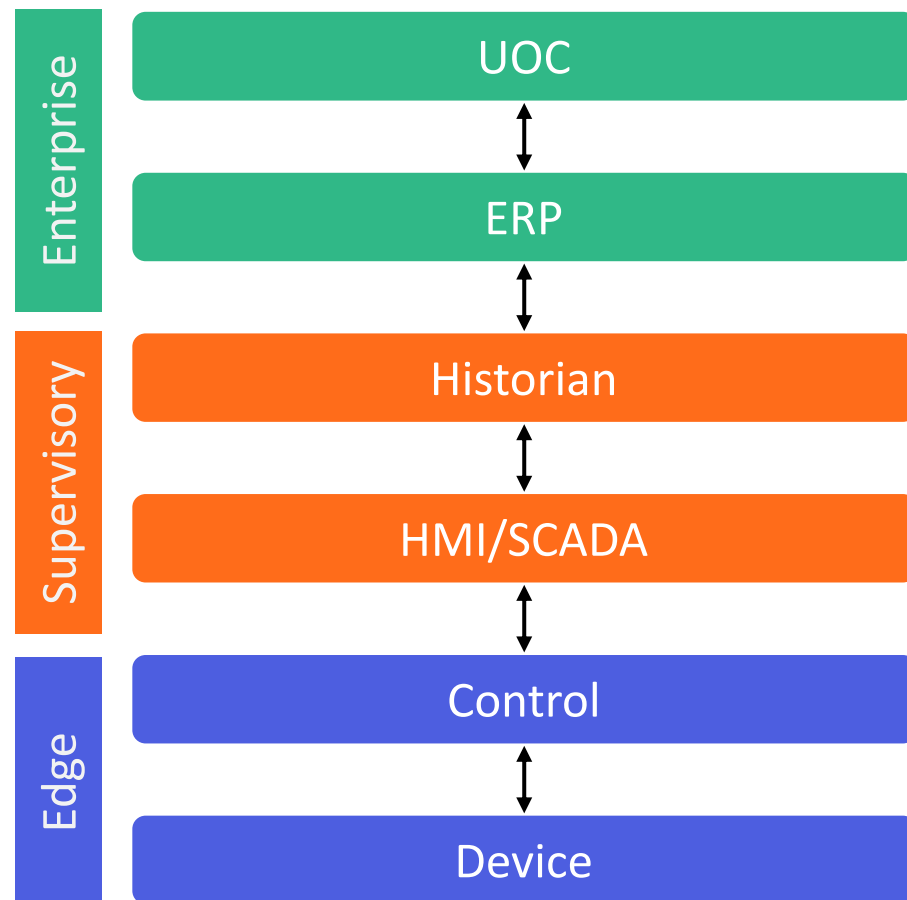 Enterprise
UOC
ERP
Supervisory
Historian
HMI/SCADA
Edge
Control
Device